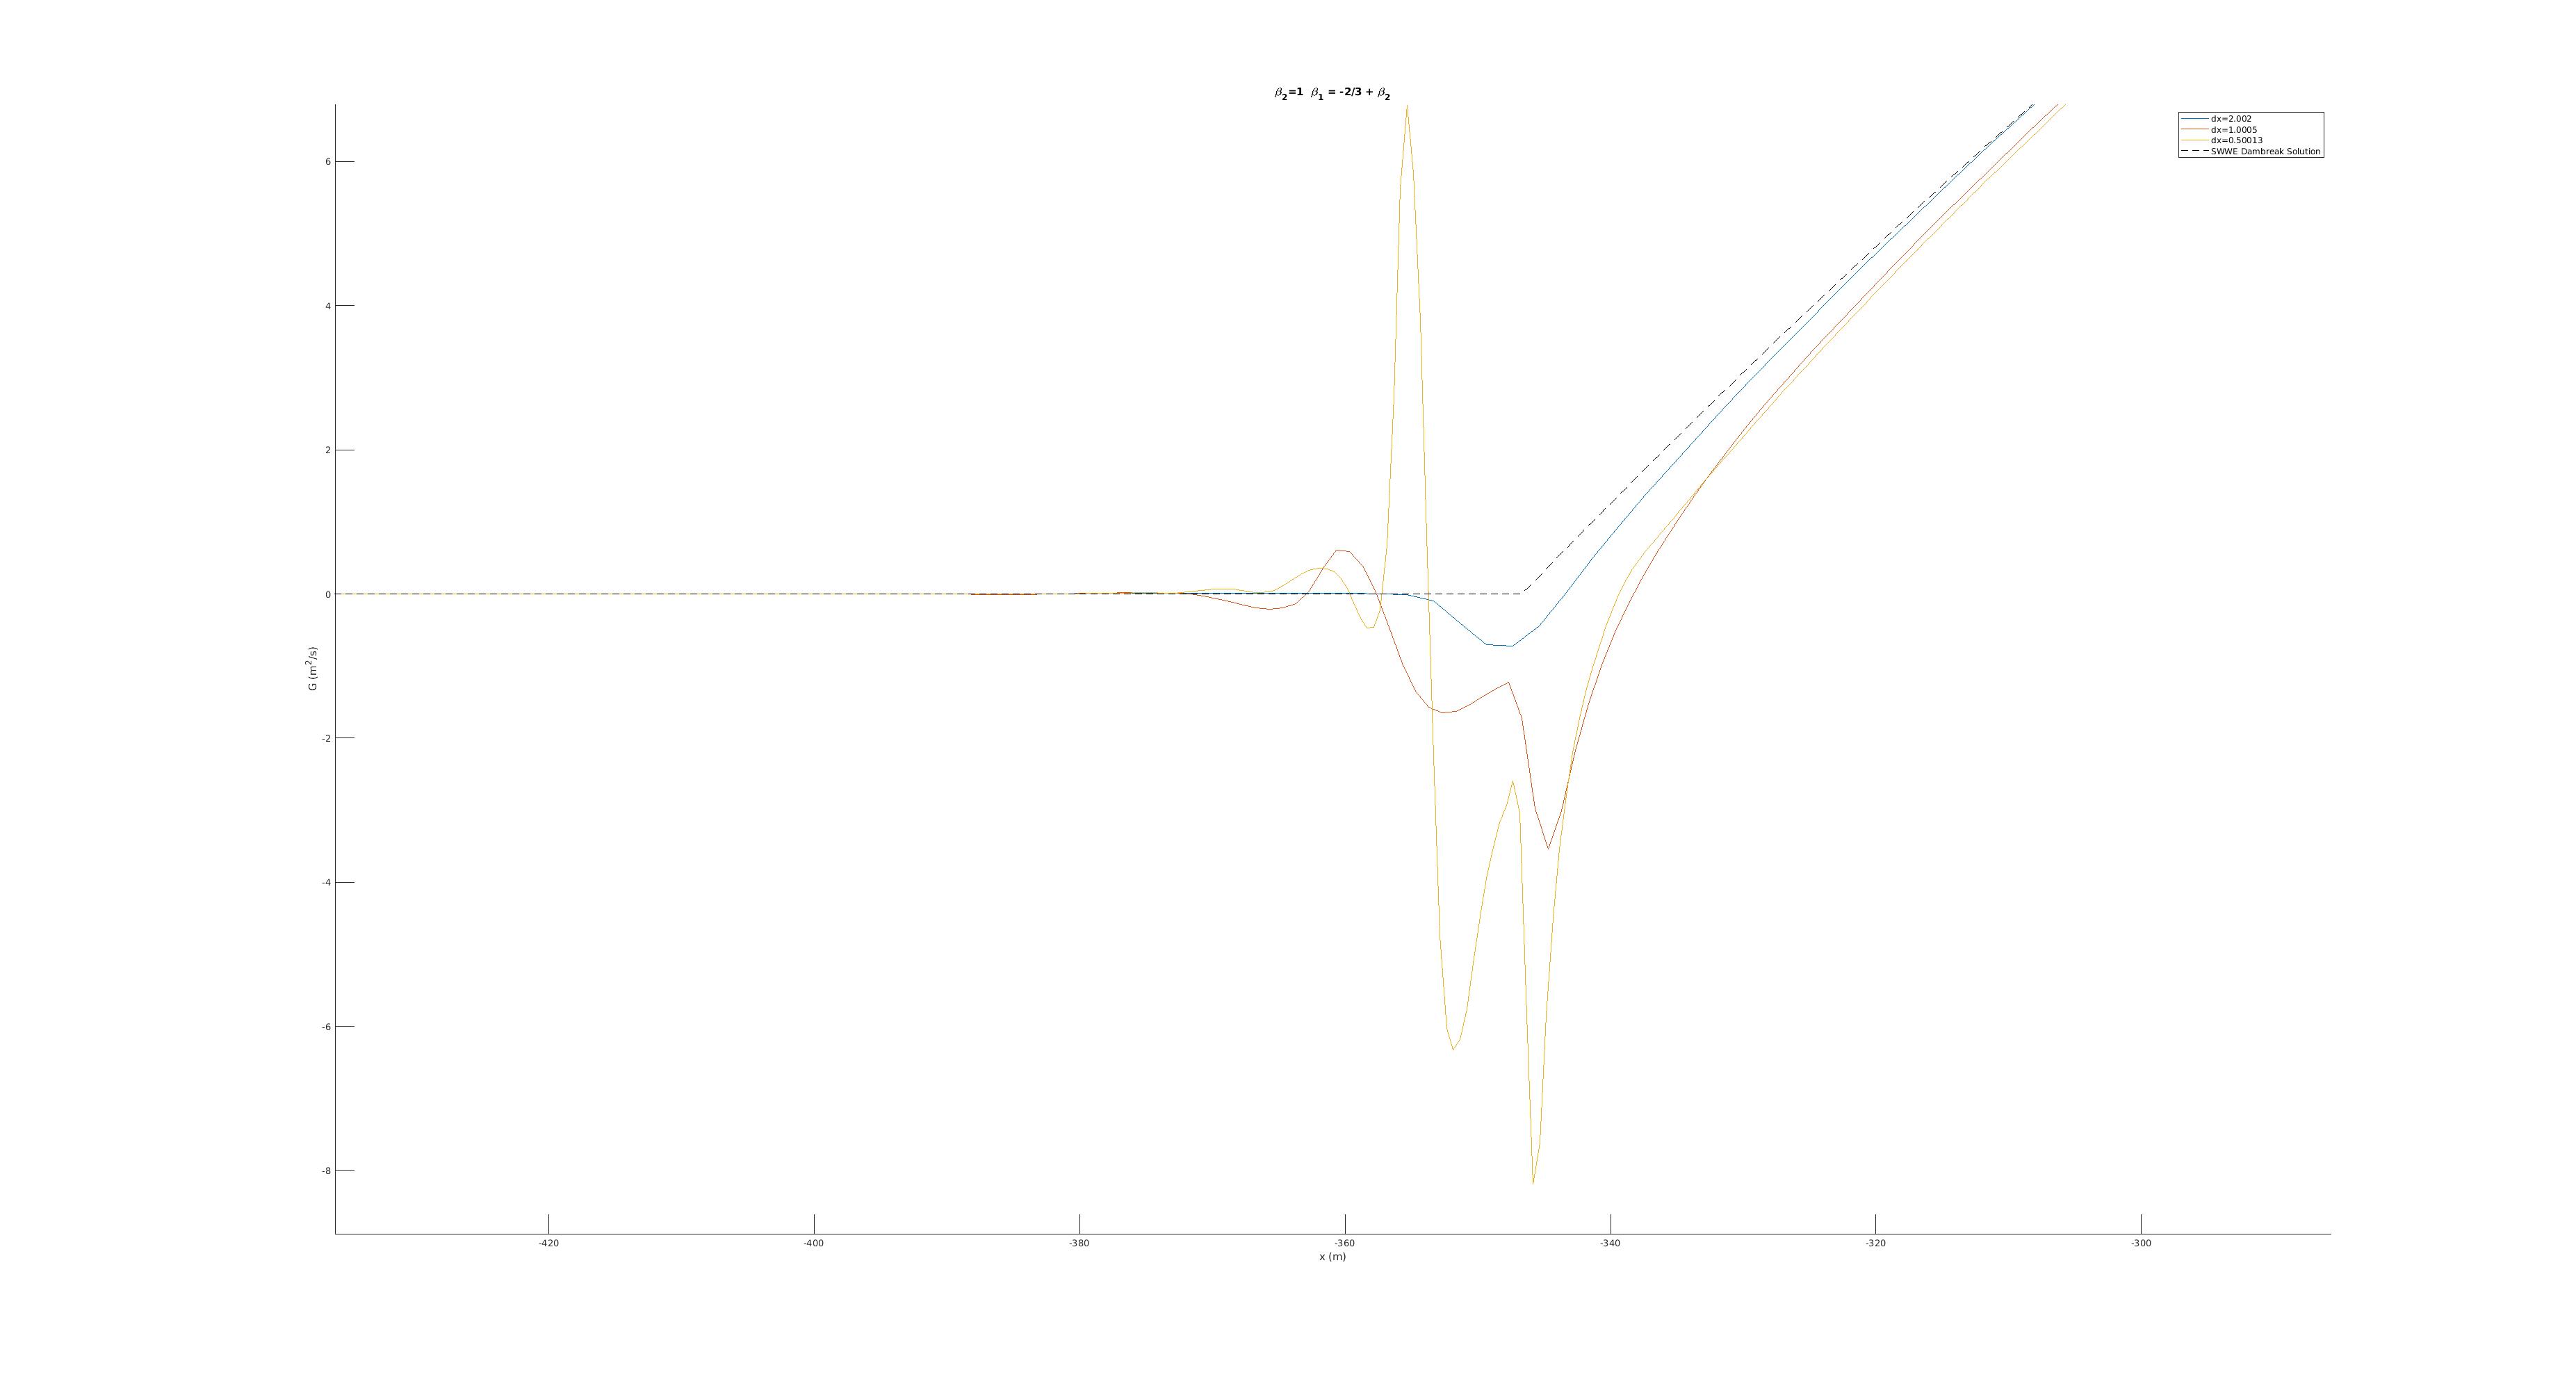 β₂=1 β₁ = -2/3 + β₂
dx=2.002
dx=1.0005
dx=0.50013
SWWE Dambreak Solution
6
4
2
0
-2
-4
-6
-8
G (m²/s)
-420 -400 -380 -360 -340 -320 -300
x (m)